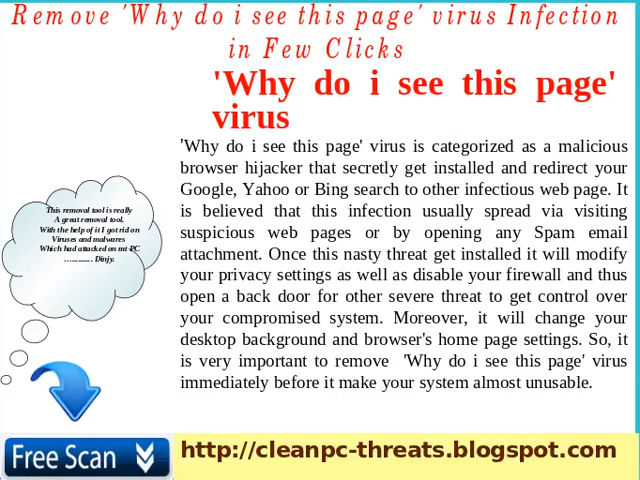 Remove 'Why do i see this page' virus Infection
in Few Clicks
'Why do i see this page'
virus
'Why do i see this page' virus is categorized as a malicious
browser hijacker that secretly get installed and redirect your
Google, Yahoo or Bing search to other infectious web page. It
is believed that this infection usually spread via visiting
suspicious web pages or by opening any Spam email
attachment. Once this nasty threat get installed it will modify
your privacy settings as well as disable your firewall and thus
open a back door for other severe threat to get control over
your compromised system. Moreover, it will change your
desktop background and browser's home page settings. So, it
is very important to remove 'Why do i see this page' virus
immediately before it make your system almost unusable.
This removal tool is really
A great removal tool.
With the help of it I got rid on
Viruses and malwares
Which had attacked on mt PC
............. Dinjy.
Free Scan
http://cleanpc-threats.blogspot.com